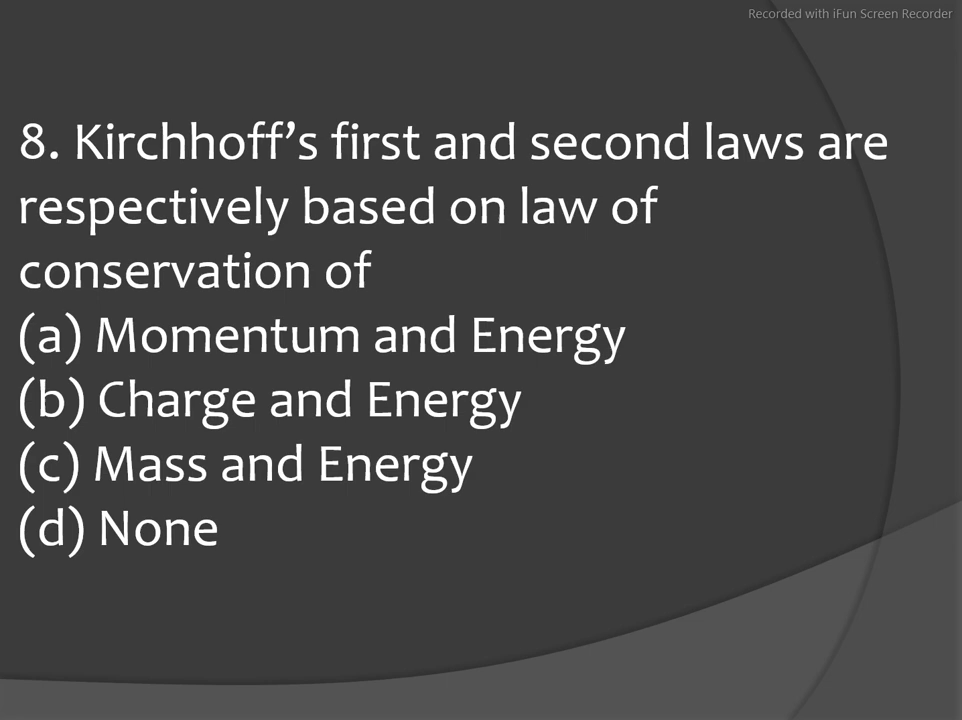 Recorded with iFun Screen Recorder
8. Kirchhoff’s first and second laws are
respectively based on law of
conservation of
(a) Momentum and Energy
(b) Charge and Energy
(c) Mass and Energy
(d) None